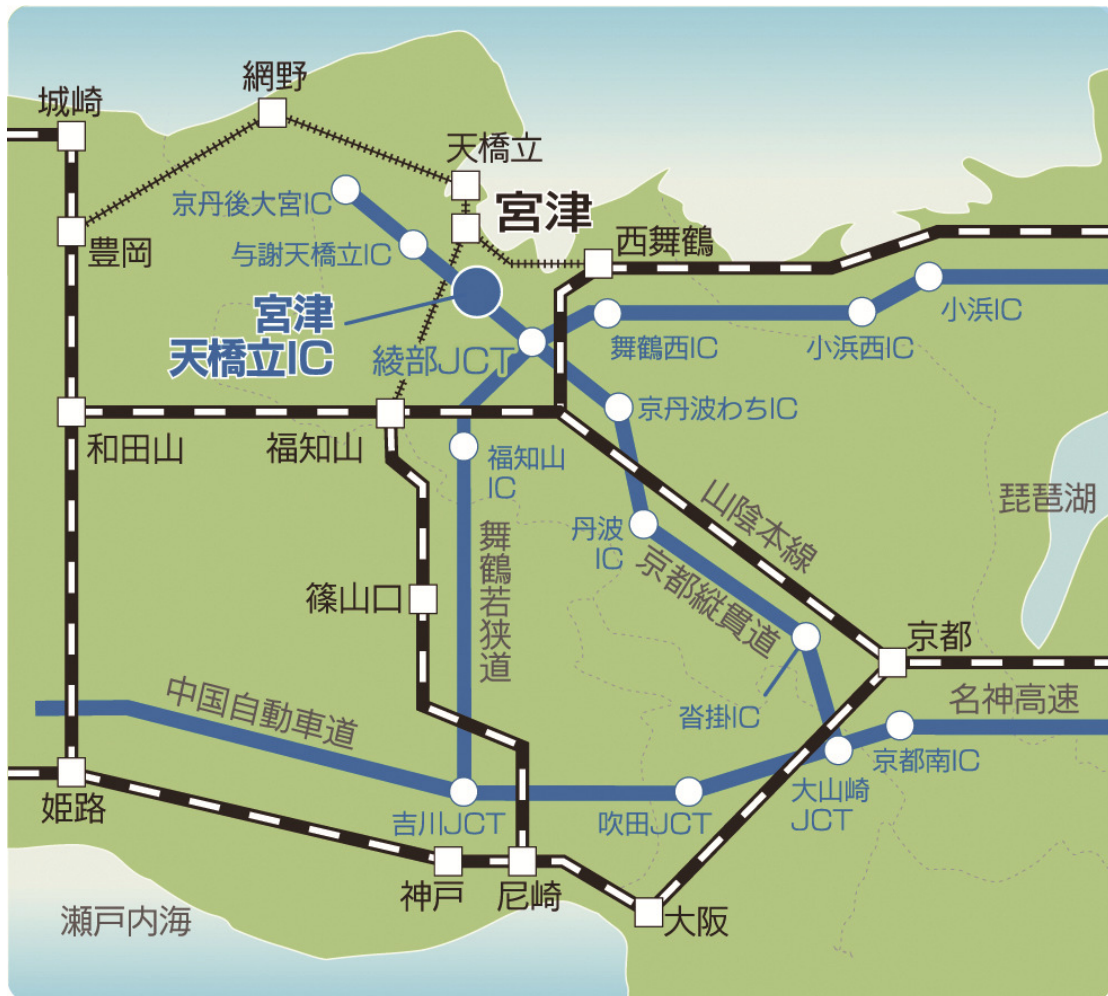 網野
城崎
天橋立
京丹後大宮IC
宮津
豊岡
与謝天橋立IC
西舞鶴
宮津
天橋立IC
小浜IC
綾部JCT
舞鶴西IC
小浜西IC
京丹波わちIC
和田山
福知山
福知山
IC
山陰本線
琵琶湖
丹波
IC
舞鶴若狭道
京都縦貫道
篠山口
京都
中国自動車道
沓掛IC
名神高速
京都南IC
姫路
吉川JCT
吹田JCT
大山崎
JCT
神戸
尼崎
大阪
瀬戸内海